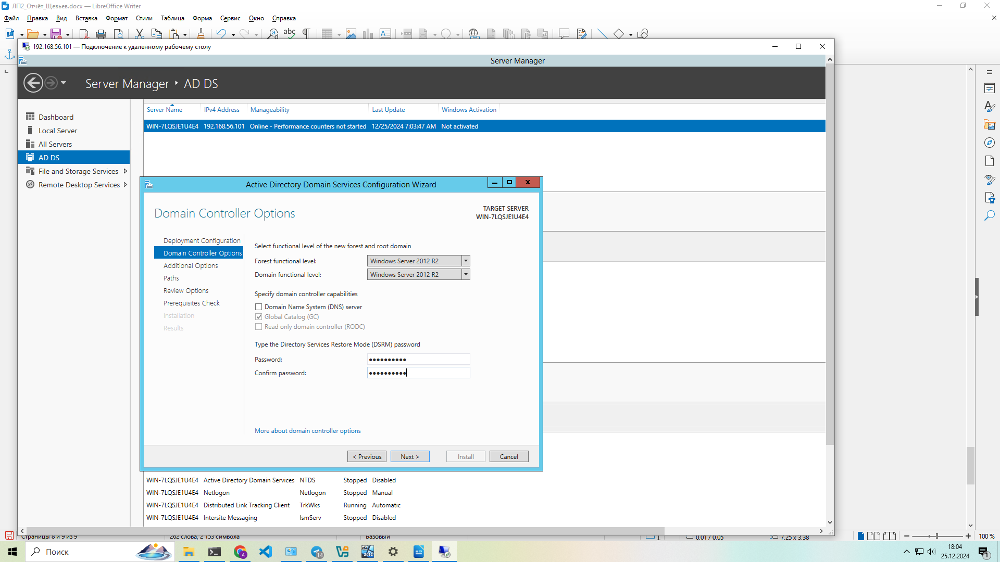 ЛП2_Отчёт_Щевьев.docx — LibreOffice Writer
Файл Правка Вид Вставка Формат Стили Таблица Форма Сервис Окно Справка
192.168.56.101 — Подключение к удаленному рабочему столу
Server Manager
Server Manager ‣ AD DS
Dashboard
Local Server
All Servers
AD DS
File and Storage Services
Remote Desktop Services
Server Name IPv4 Address Manageability Last Update Windows Activation
WIN-7LQSJE1U4E4 192.168.56.101 Online - Performance counters not started 12/25/2024 7:03:47 AM Not activated
Active Directory Domain Services Configuration Wizard
Domain Controller Options
TARGET SERVER
WIN-7LQSJE1U4E4
Deployment Configuration
Domain Controller Options
Additional Options
Paths
Review Options
Prerequisites Check
Installation
Results
Select functional level of the new forest and root domain
Forest functional level: Windows Server 2012 R2
Domain functional level: Windows Server 2012 R2
Specify domain controller capabilities
Domain Name System (DNS) server
Global Catalog (GC)
Read only domain controller (RODC)
Type the Directory Services Restore Mode (DSRM) password
Password: ●●●●●●●●●●
Confirm password: ●●●●●●●●●●
More about domain controller options
< Previous Next > Install Cancel
WIN-7LQSJE1U4E4 Active Directory Domain Services NTDS Stopped Disabled
WIN-7LQSJE1U4E4 Netlogon Netlogon Stopped Manual
WIN-7LQSJE1U4E4 Distributed Link Tracking Client TrkWks Running Automatic
WIN-7LQSJE1U4E4 Intersite Messaging IsmServ Stopped Disabled
Страницы 8 и 9 из 9 262 слова, 2 153 символа Базовый 0,01 / 0,05 7,25 x 3,38 100 %
Поиск
14
x64
2012
18:04
25.12.2024
1